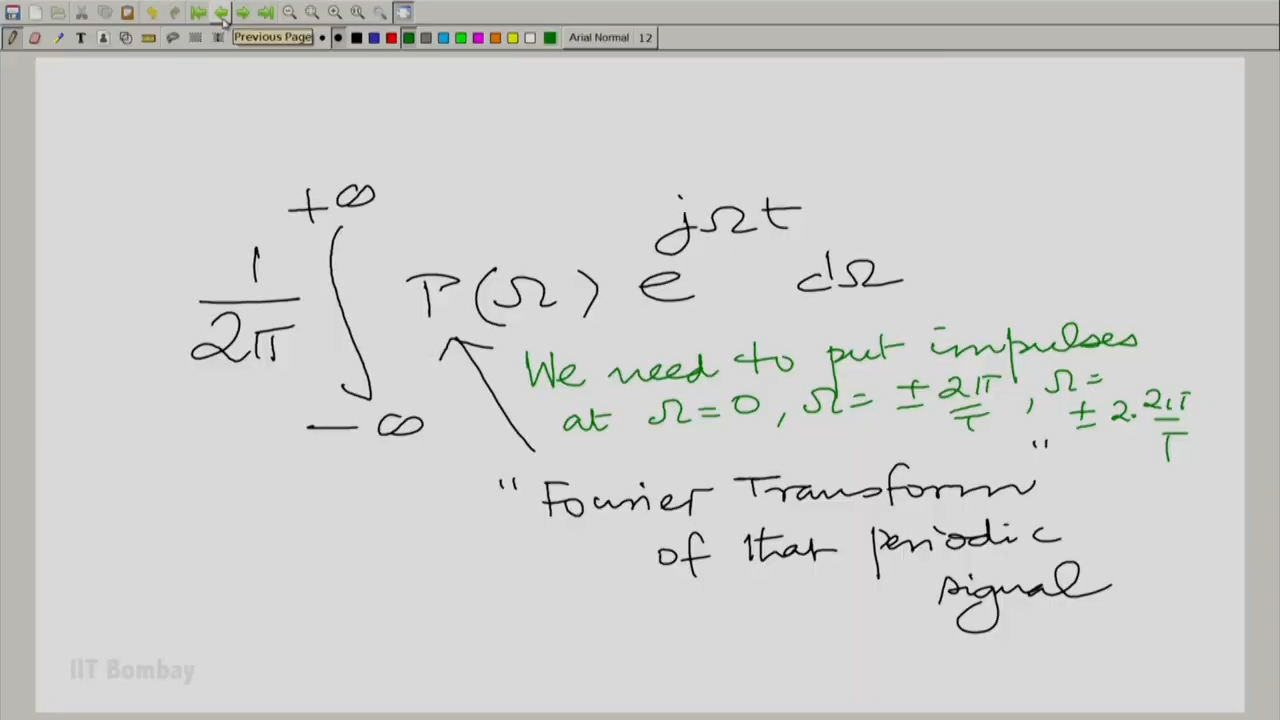 Previous Page
Arial Normal 12
+∞
jΩt
1
P(Ω) e dΩ
2π ∫
We need to put impulses
at Ω=0, Ω= ± 2π/T, Ω= ± 2. 2π/T
−∞
"Fourier Transform"
of that periodic
signal
IIT Bombay